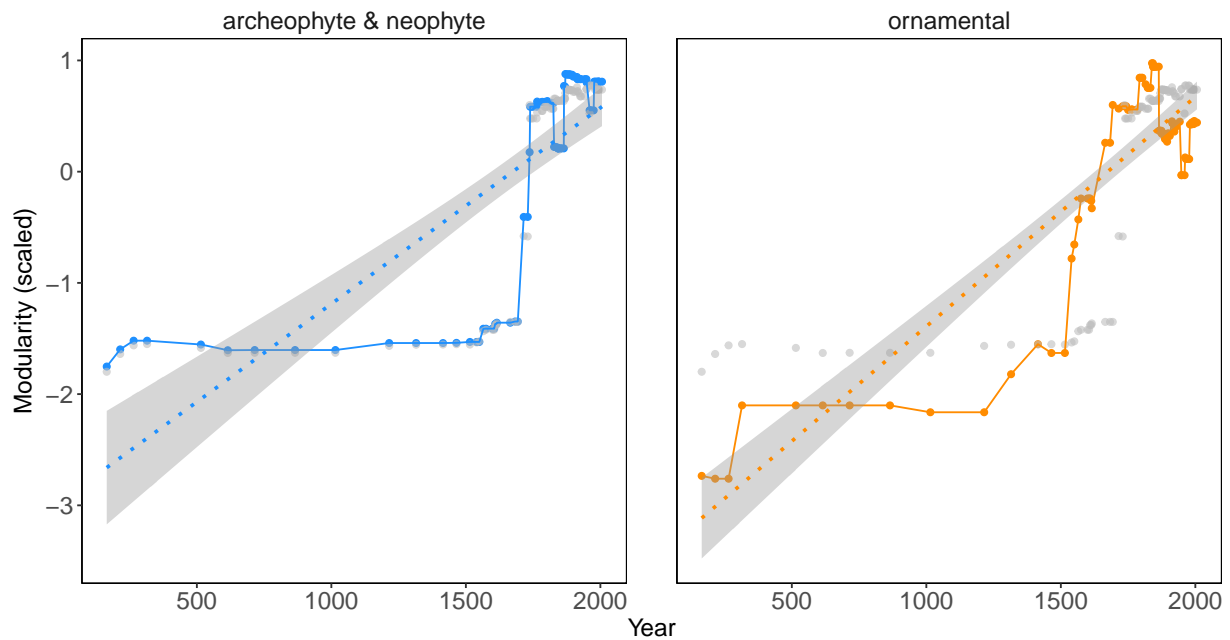 archeophyte & neophyte
ornamental
Modularity (scaled)
1
0
−1
−2
−3
500 1000 1500 2000
500 1000 1500 2000
Year